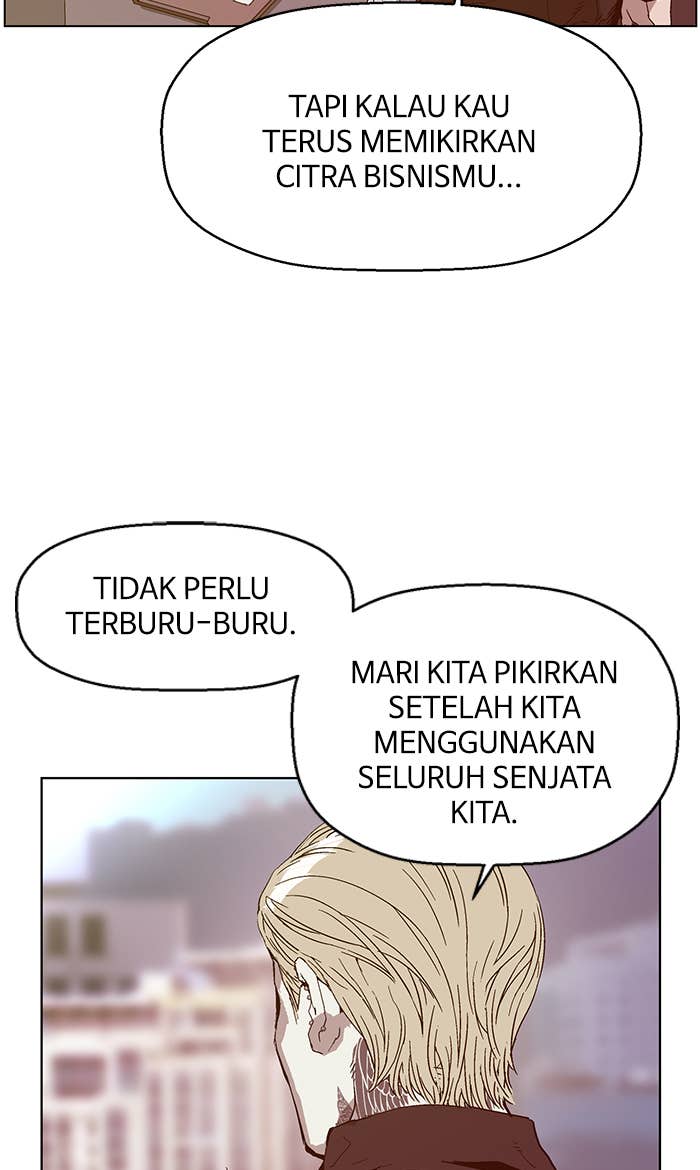 TAPI KALAU KAU
TERUS MEMIKIRKAN
CITRA BISNISMU...
TIDAK PERLU
TERBURU-BURU.
MARI KITA PIKIRKAN
SETELAH KITA
MENGGUNAKAN
SELURUH SENJATA
KITA.